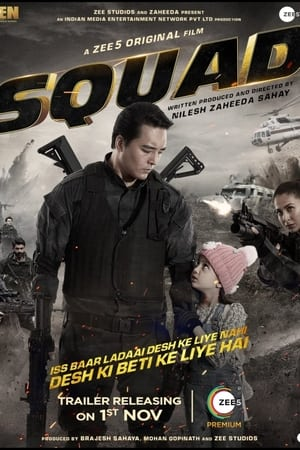 ZEE STUDIOS AND ZAHEEDA PRESENT
AN INDIAN MEDIA ENTERTAINMENT NETWORK PVT LTD PRODUCTION
ZEE5
A ZEE5 ORIGINAL FILM
SQUAD
WRITTEN PRODUCED AND DIRECTED BY
NILESH ZAHEEDA SAHAY
ISS BAAR LADAAI DESH KE LIYE NAHI
DESH KI BETI KE LIYE HAI
TRAILER RELEASING
ON 1ST NOV
ZEE5
PREMIUM
PRODUCED BY BRAJESH SAHAYA, MOHAN GOPINATH AND ZEE STUDIOS